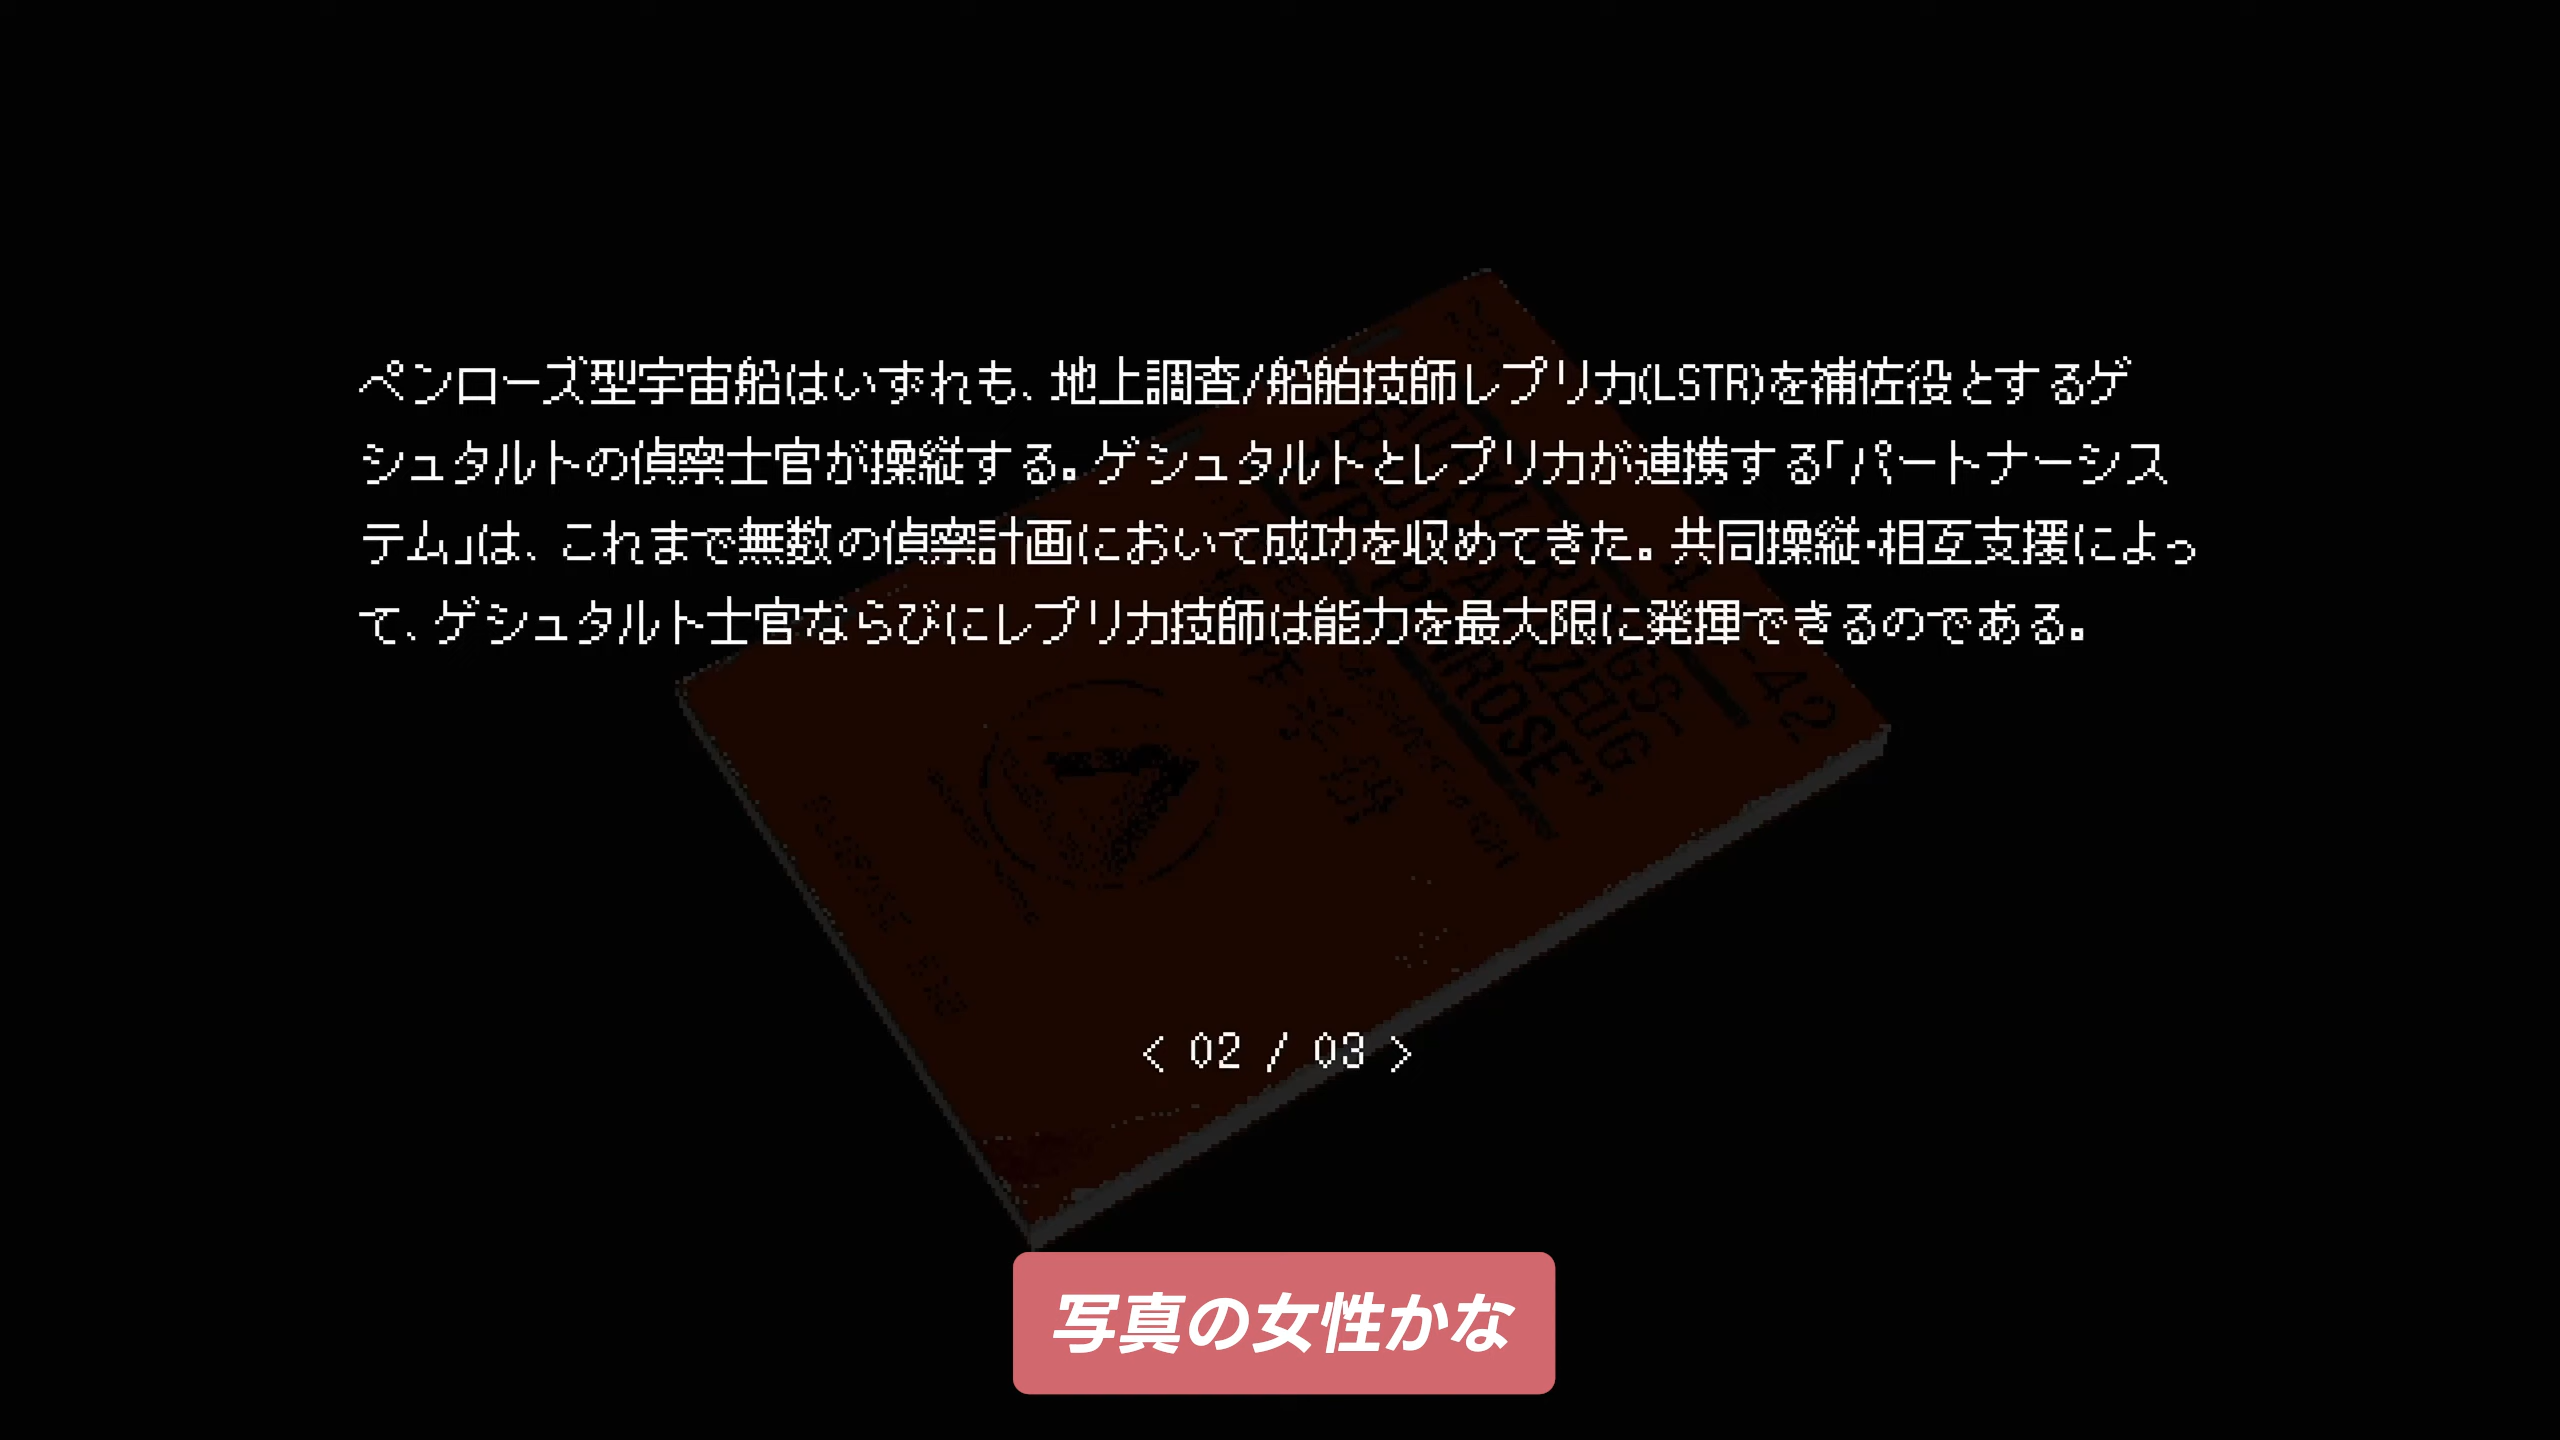 ペンローズ型宇宙船はいずれも、地上調査/船舶技師レプリカ(LSTR)を補佐役とするゲ
シュタルトの偵察士官が操縦する。ゲシュタルトとレプリカが連携する「パートナーシス
テム」は、これまで無数の偵察計画において成功を収めてきた。共同操縦・相互支援によっ
て、ゲシュタルト士官ならびにレプリカ技師は能力を最大限に発揮できるのである。
PENROSE"
-42
< 02 / 03 >
写真の女性かな